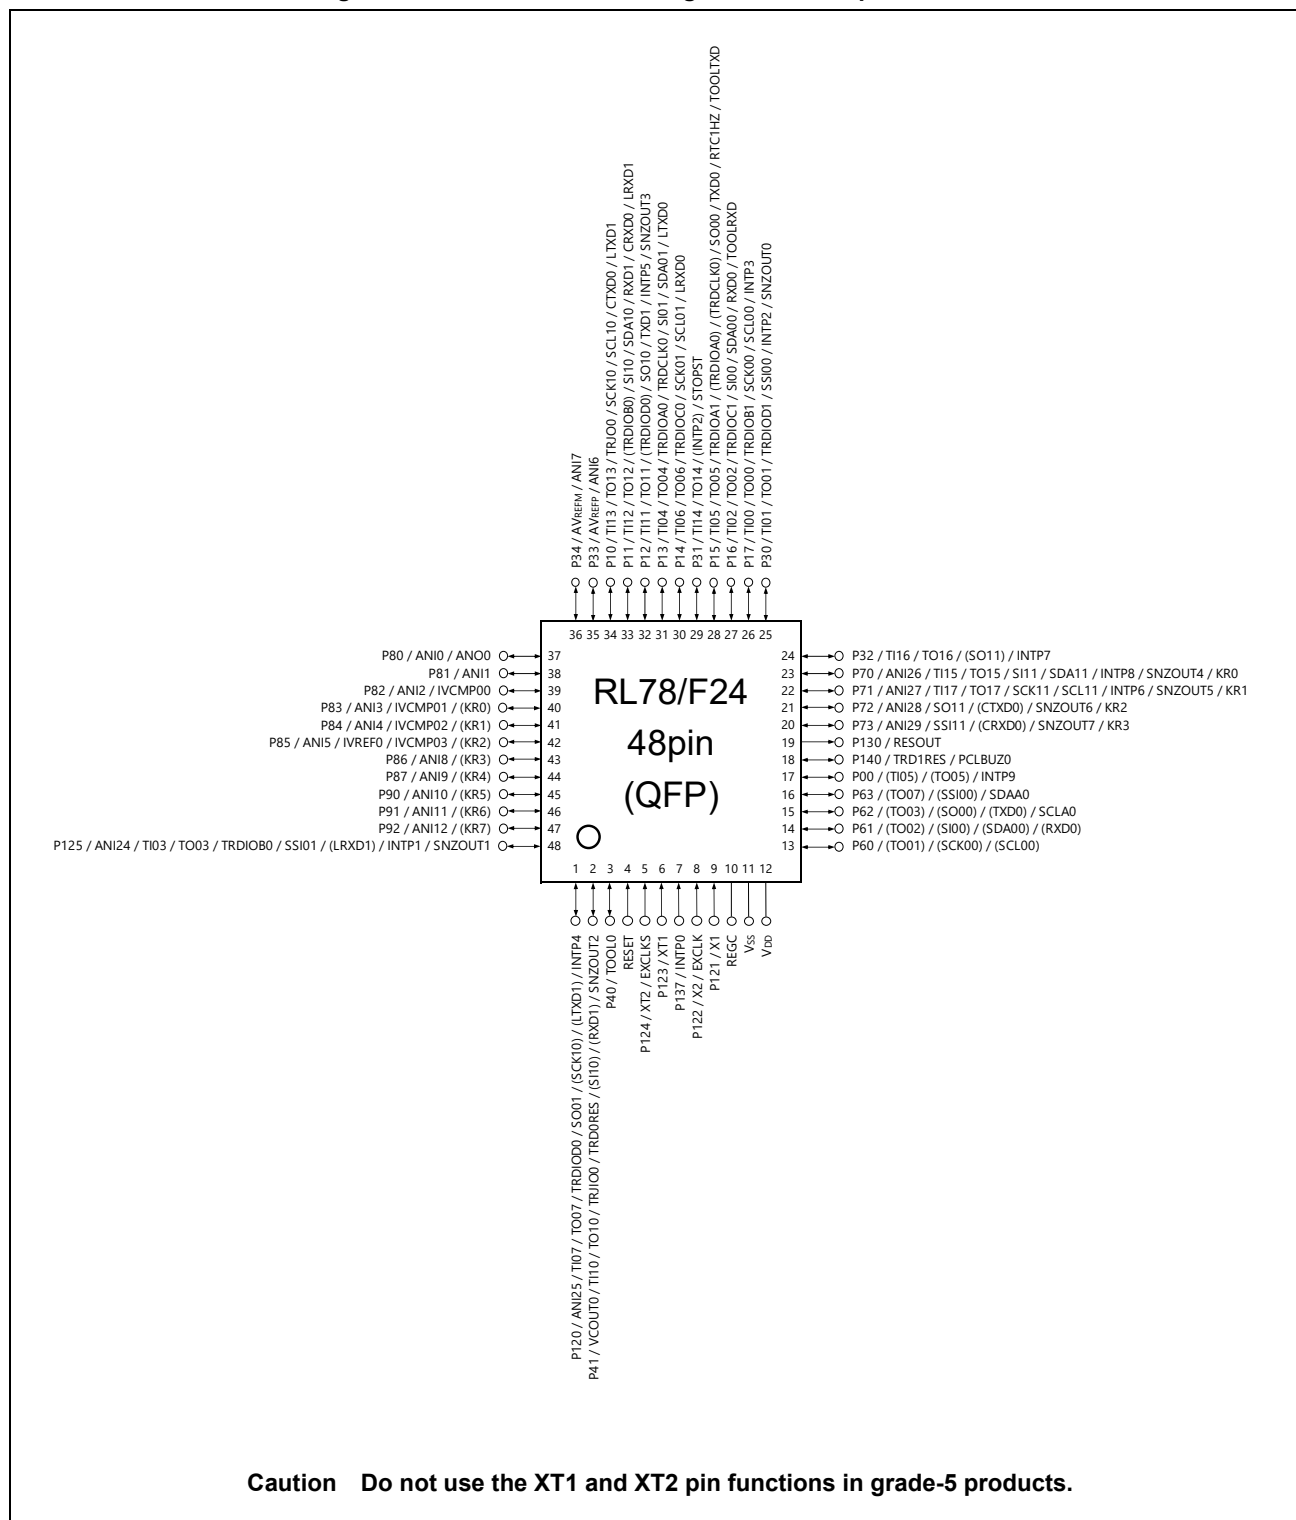 P34 / AVREFM / ANI7
P33 / AVREFP / ANI6
P10 / TI13 / TO13 / TRJO0 / SCK10 / SCL10 / CTXD0 / LTXD1
P11 / TI12 / TO12 / (TRDIOB0) / SI10 / SDA10 / RXD1 / CRXD0 / LRXD1
P12 / TI11 / TO11 / (TRDIOD0) / SO10 / TXD1 / INTP5 / SNZOUT3
P13 / TI04 / TO04 / TRDIOA0 / TRDCLK0 / SI01 / SDA01 / LTXD0
P14 / TI06 / TO06 / TRDIOC0 / SCK01 / SCL01 / LRXD0
P31 / TI14 / TO14 / (INTP2) / STOPST
P15 / TI05 / TO05 / TRDIOA1 / (TRDIOA0) / (TRDCLK0) / SO00 / TXD0 / RTC1HZ / TOOLTXD
P16 / TI02 / TO02 / TRDIOC1 / SI00 / SDA00 / RXD0 / TOOLRXD
P17 / TI00 / TO00 / TRDIOB1 / SCK00 / SCL00 / INTP3
P30 / TI01 / TO01 / TRDIOD1 / SSI00 / INTP2 / SNZOUT0
36 35 34 33 32 31 30 29 28 27 26 25
P80 / ANI0 / ANO0 37
P81 / ANI1 38
P82 / ANI2 / IVCMP00 39
P83 / ANI3 / IVCMP01 / (KR0) 40
P84 / ANI4 / IVCMP02 / (KR1) 41
P85 / ANI5 / IVREF0 / IVCMP03 / (KR2) 42
P86 / ANI8 / (KR3) 43
P87 / ANI9 / (KR4) 44
P90 / ANI10 / (KR5) 45
P91 / ANI11 / (KR6) 46
P92 / ANI12 / (KR7) 47
P125 / ANI24 / TI03 / TO03 / TRDIOB0 / SSI01 / (LRXD1) / INTP1 / SNZOUT1 48
RL78/F24
48pin
(QFP)
24 P32 / TI16 / TO16 / (SO11) / INTP7
23 P70 / ANI26 / TI15 / TO15 / SI11 / SDA11 / INTP8 / SNZOUT4 / KR0
22 P71 / ANI27 / TI17 / TO17 / SCK11 / SCL11 / INTP6 / SNZOUT5 / KR1
21 P72 / ANI28 / SO11 / (CTXD0) / SNZOUT6 / KR2
20 P73 / ANI29 / SSI11 / (CRXD0) / SNZOUT7 / KR3
19 P130 / RESOUT
18 P140 / TRD1RES / PCLBUZ0
17 P00 / (TI05) / (TO05) / INTP9
16 P63 / (TO07) / (SSI00) / SDAA0
15 P62 / (TO03) / (SO00) / (TXD0) / SCLA0
14 P61 / (TO02) / (SI00) / (SDA00) / (RXD0)
13 P60 / (TO01) / (SCK00) / (SCL00)
1 2 3 4 5 6 7 8 9 10 11 12
P120 / ANI25 / TI07 / TO07 / TRDIOD0 / SO01 / (SCK10) / (LTXD1) / INTP4
P41 / VCOUT0 / TI10 / TO10 / TRJIO0 / TRD0RES / (SI10) / (RXD1) / SNZOUT2
P40 / TOOL0
RESET
P124 / XT2 / EXCLKS
P123 / XT1
P137 / INTP0
P122 / X2 / EXCLK
P121 / X1
REGC
VSS
VDD
Caution Do not use the XT1 and XT2 pin functions in grade-5 products.